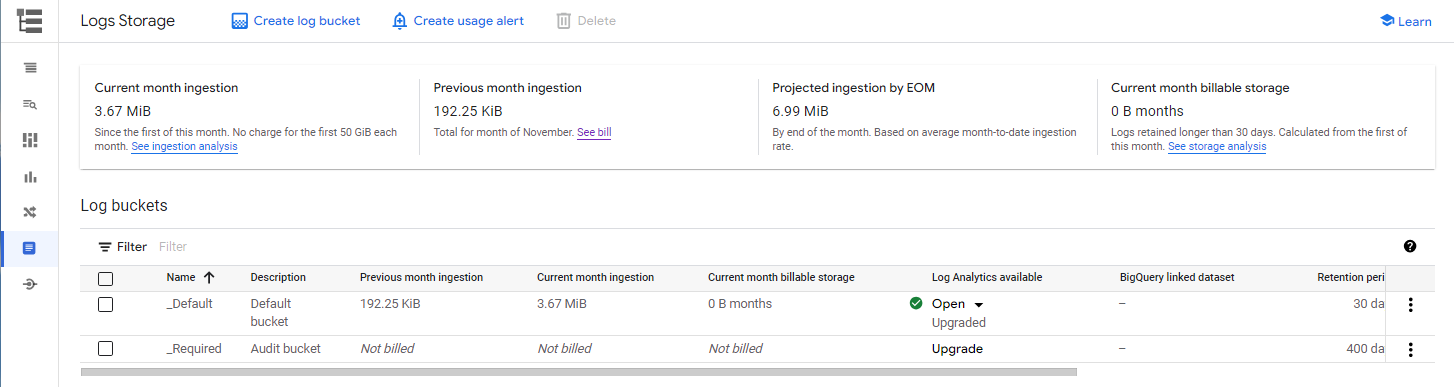 Logs Storage
Create log bucket
Create usage alert
Delete
Learn
Current month ingestion
3.67 MiB
Since the first of this month. No charge for the first 50 GiB each
month. See ingestion analysis
Previous month ingestion
192.25 KiB
Total for month of November. See bill
Projected ingestion by EOM
6.99 MiB
By end of the month. Based on average month-to-date ingestion
rate.
Current month billable storage
0 B months
Logs retained longer than 30 days. Calculated from the first of
this month. See storage analysis
Log buckets
Filter Filter
Name Description Previous month ingestion Current month ingestion Current month billable storage Log Analytics available BigQuery linked dataset Retention peri
_Default Default 192.25 KiB 3.67 MiB 0 B months Open – 30 da
bucket Upgraded
_Required Audit bucket Not billed Not billed Not billed Upgrade – 400 da